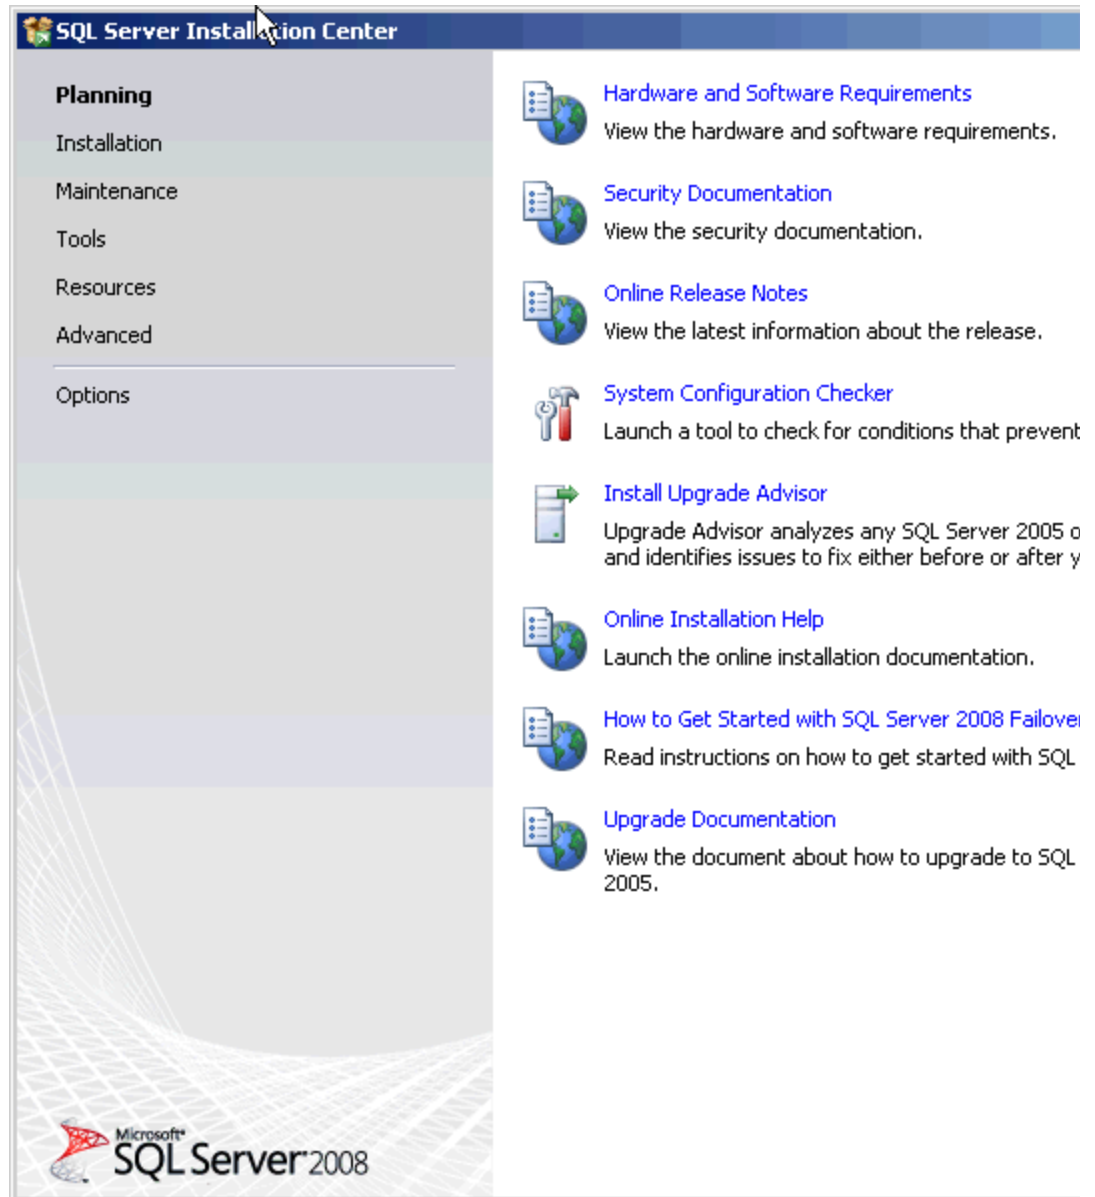 SQL Server Installation Center
Planning
Installation
Maintenance
Tools
Resources
Advanced
Options
Hardware and Software Requirements
View the hardware and software requirements.
Security Documentation
View the security documentation.
Online Release Notes
View the latest information about the release.
System Configuration Checker
Launch a tool to check for conditions that prevent
Install Upgrade Advisor
Upgrade Advisor analyzes any SQL Server 2005 o
and identifies issues to fix either before or after y
Online Installation Help
Launch the online installation documentation.
How to Get Started with SQL Server 2008 Failover
Read instructions on how to get started with SQL
Upgrade Documentation
View the document about how to upgrade to SQL
2005.
Microsoft
SQL Server 2008